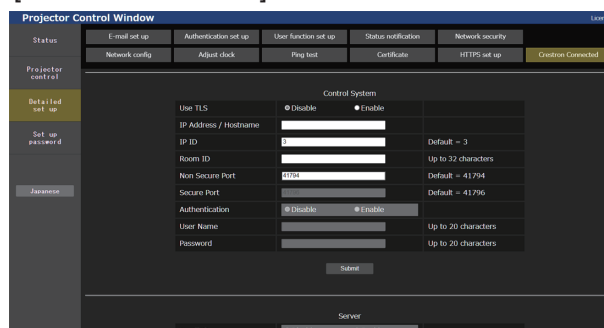 Projector Control Window
Licen
Status
E-mail set up
Authentication set up
User function set up
Status notification
Network security
Network config
Adjust clock
Ping test
Certificate
HTTPS set up
Crestron Connected
Projector
control
Detailed
set up
Set up
password
Japanese
Control System
Use TLS
Disable
Enable
IP Address / Hostname
IP ID
3
Default = 3
Room ID
Up to 32 characters
Non Secure Port
41794
Default = 41794
Secure Port
Default = 41796
Authentication
Disable
Enable
User Name
Up to 20 characters
Password
Up to 20 characters
Submit
Server